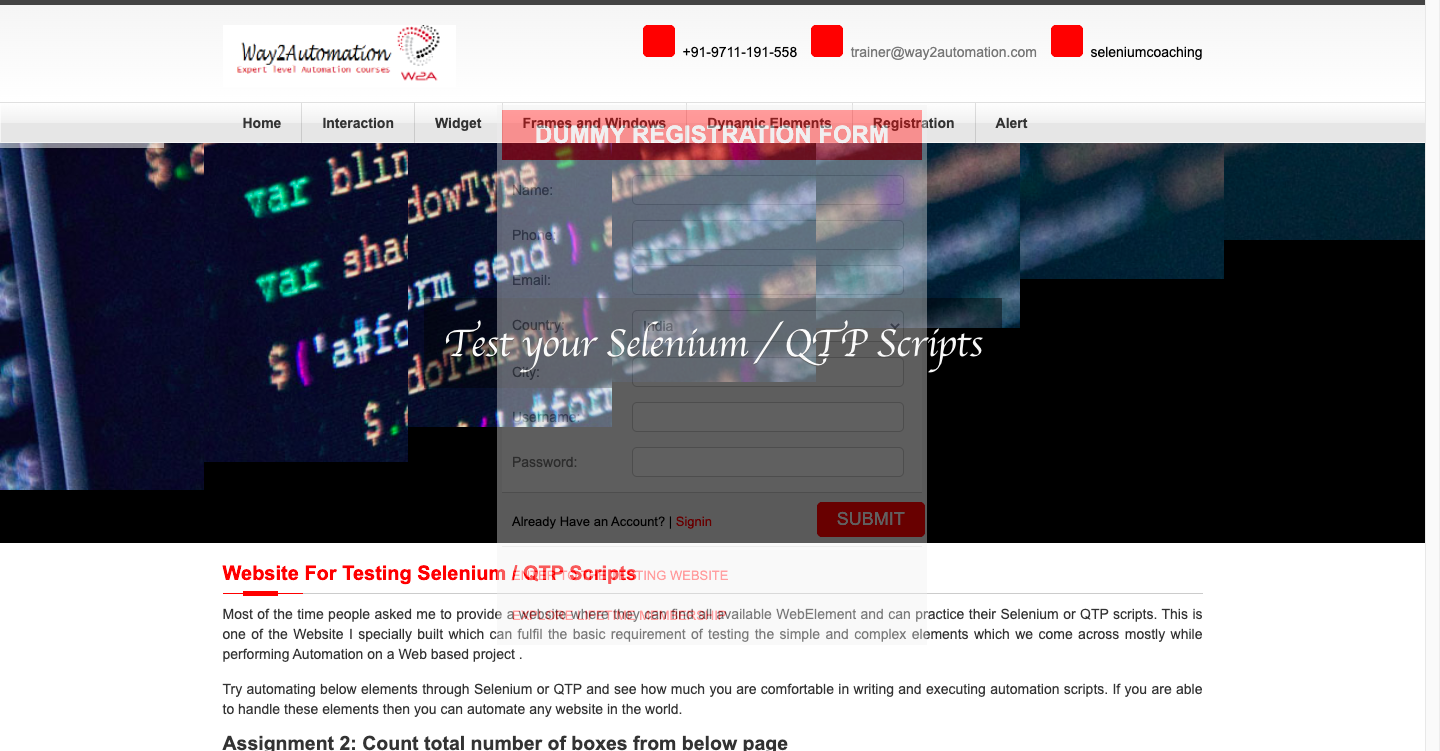 Way2Automation
Expert level Automation courses
W2A
+91-9711-191-558
trainer@way2automation.com
seleniumcoaching
Home
Interaction
Widget
Frames and Windows
Dynamic Elements
Registration
Alert
DUMMY REGISTRATION FORM
var blin
dowType =
animated
Name:
var shad
Phone:
form_send').
scrollToForm
Email:
$('a#fo
Country:
India
Test your Selenium / QTP Scripts
City:
Username:
Password:
Already Have an Account? | Signin
SUBMIT
ENTER TO THE TESTING WEBSITE
Website For Testing Selenium / QTP Scripts
EXPLORE LIFETIME MEMBERSHIP
Most of the time people asked me to provide a website where they can find all available WebElement and can practice their Selenium or QTP scripts. This is
one of the Website I specially built which can fulfil the basic requirement of testing the simple and complex elements which we come across mostly while
performing Automation on a Web based project .
Try automating below elements through Selenium or QTP and see how much you are comfortable in writing and executing automation scripts. If you are able
to handle these elements then you can automate any website in the world.
Assignment 2: Count total number of boxes from below page